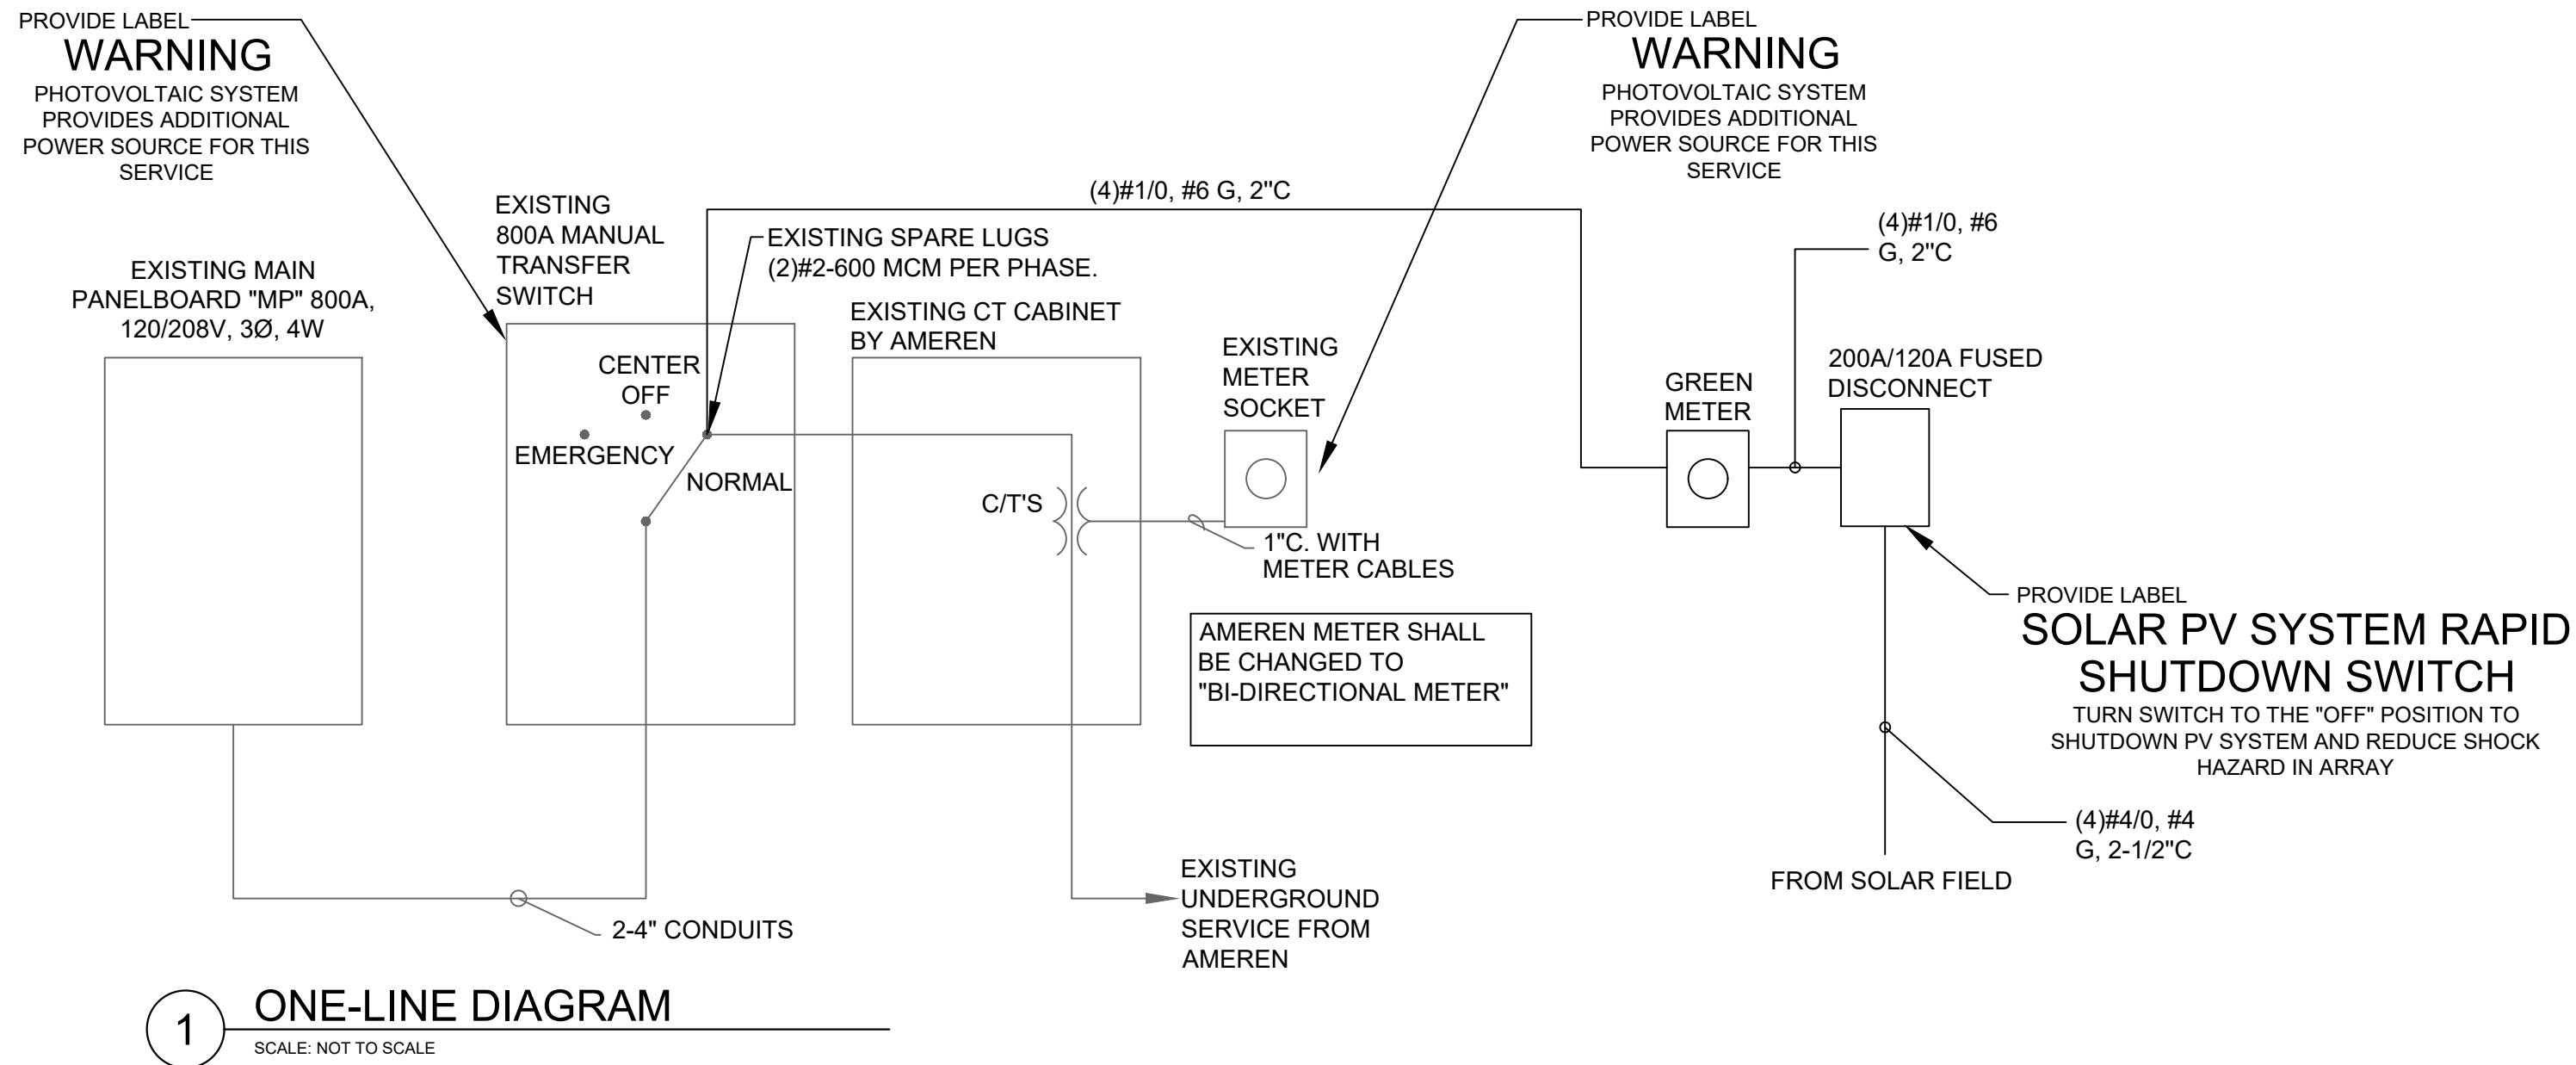 PROVIDE LABEL
WARNING
PHOTOVOLTAIC SYSTEM
PROVIDES ADDITIONAL
POWER SOURCE FOR THIS
SERVICE
PROVIDE LABEL
WARNING
PHOTOVOLTAIC SYSTEM
PROVIDES ADDITIONAL
POWER SOURCE FOR THIS
SERVICE
EXISTING MAIN
PANELBOARD "MP" 800A,
120/208V, 3Ø, 4W
EXISTING
800A MANUAL
TRANSFER
SWITCH
CENTER
OFF
EMERGENCY
NORMAL
(4)#1/0, #6 G, 2"C
EXISTING SPARE LUGS
(2)#2-600 MCM PER PHASE.
EXISTING CT CABINET
BY AMEREN
C/T'S
EXISTING
METER
SOCKET
1"C. WITH
METER CABLES
AMEREN METER SHALL
BE CHANGED TO
"BI-DIRECTIONAL METER"
(4)#1/0, #6
G, 2"C
GREEN
METER
200A/120A FUSED
DISCONNECT
PROVIDE LABEL
SOLAR PV SYSTEM RAPID
SHUTDOWN SWITCH
TURN SWITCH TO THE "OFF" POSITION TO
SHUTDOWN PV SYSTEM AND REDUCE SHOCK
HAZARD IN ARRAY
(4)#4/0, #4
G, 2-1/2"C
FROM SOLAR FIELD
EXISTING
UNDERGROUND
SERVICE FROM
AMEREN
2-4" CONDUITS
1
ONE-LINE DIAGRAM
SCALE: NOT TO SCALE